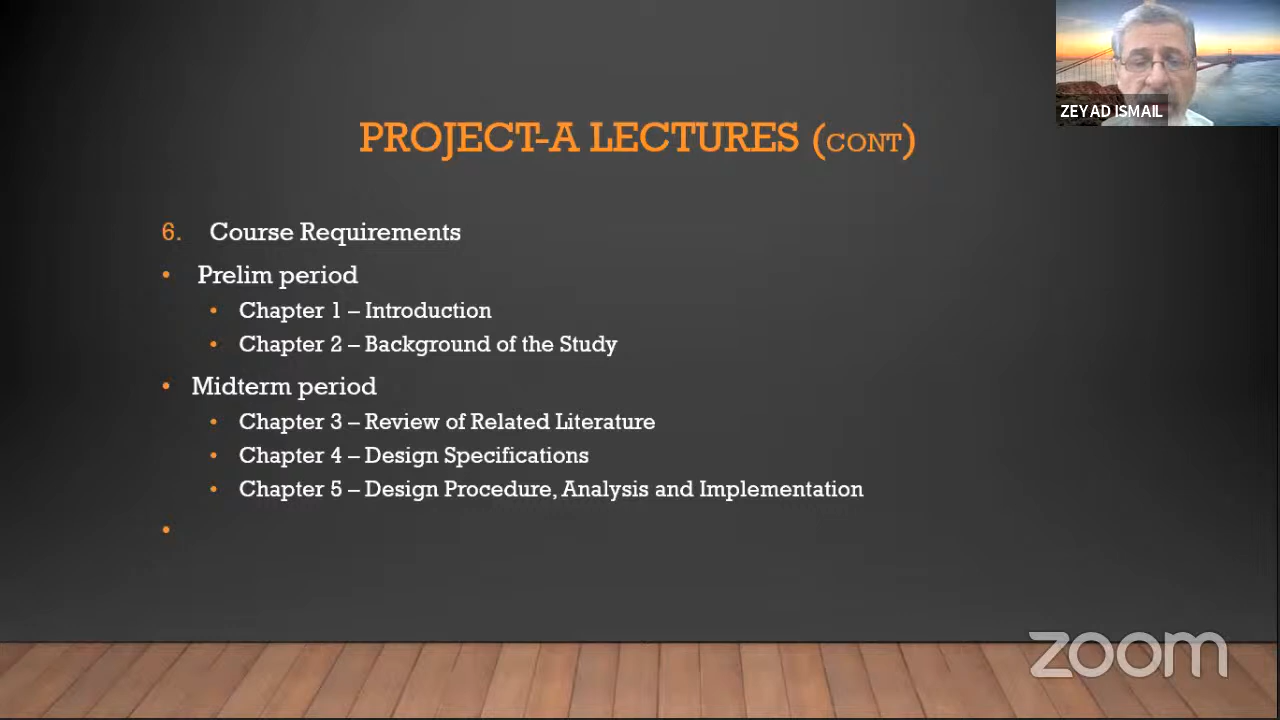 ZEYAD ISMAIL
PROJECT-A LECTURES (CONT)
6. Course Requirements
• Prelim period
• Chapter 1 – Introduction
• Chapter 2 – Background of the Study
• Midterm period
• Chapter 3 – Review of Related Literature
• Chapter 4 – Design Specifications
• Chapter 5 – Design Procedure, Analysis and Implementation
•
zoom